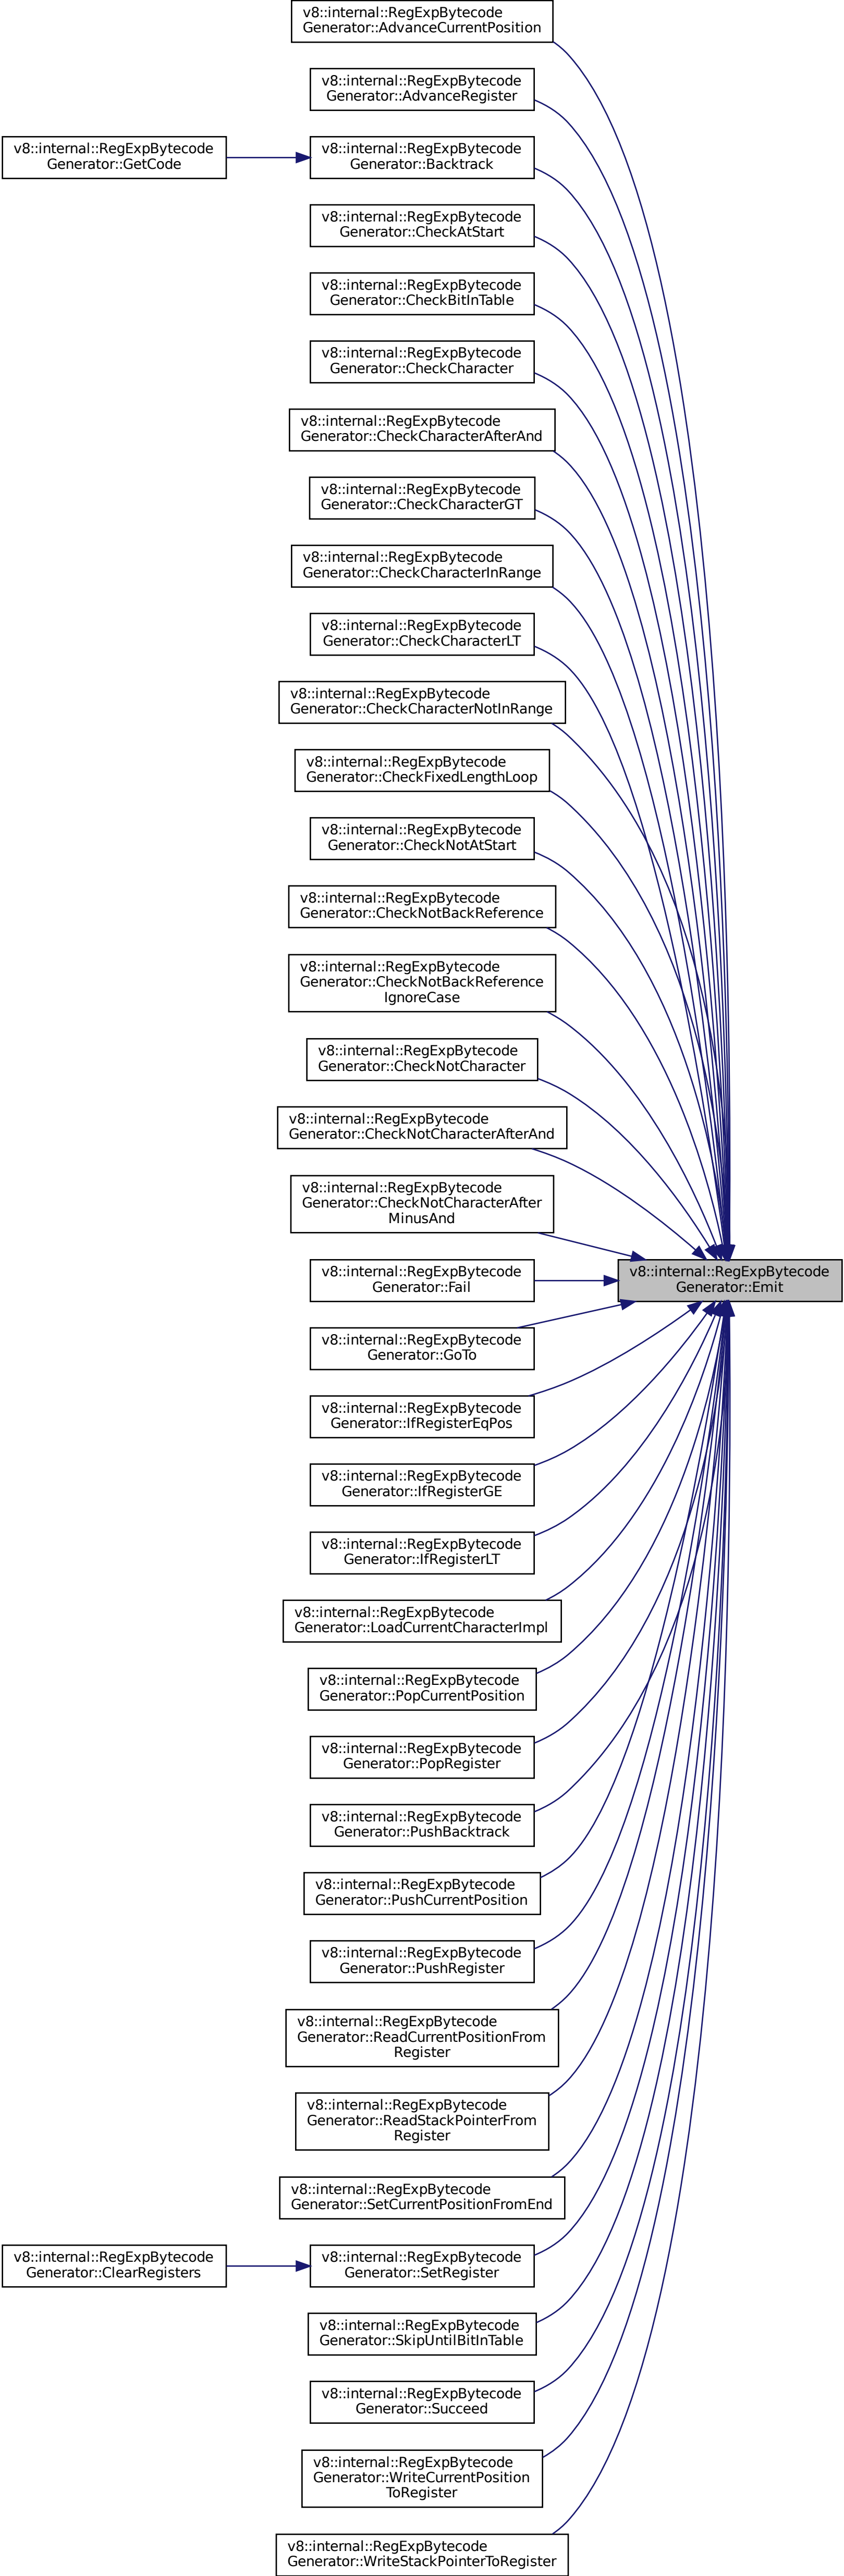 v8::internal::RegExpBytecode
Generator::AdvanceCurrentPosition
v8::internal::RegExpBytecode
Generator::AdvanceRegister
v8::internal::RegExpBytecode
Generator::GetCode
v8::internal::RegExpBytecode
Generator::Backtrack
v8::internal::RegExpBytecode
Generator::CheckAtStart
v8::internal::RegExpBytecode
Generator::CheckBitInTable
v8::internal::RegExpBytecode
Generator::CheckCharacter
v8::internal::RegExpBytecode
Generator::CheckCharacterAfterAnd
v8::internal::RegExpBytecode
Generator::CheckCharacterGT
v8::internal::RegExpBytecode
Generator::CheckCharacterInRange
v8::internal::RegExpBytecode
Generator::CheckCharacterLT
v8::internal::RegExpBytecode
Generator::CheckCharacterNotInRange
v8::internal::RegExpBytecode
Generator::CheckFixedLengthLoop
v8::internal::RegExpBytecode
Generator::CheckNotAtStart
v8::internal::RegExpBytecode
Generator::CheckNotBackReference
v8::internal::RegExpBytecode
Generator::CheckNotBackReference
IgnoreCase
v8::internal::RegExpBytecode
Generator::CheckNotCharacter
v8::internal::RegExpBytecode
Generator::CheckNotCharacterAfterAnd
v8::internal::RegExpBytecode
Generator::CheckNotCharacterAfter
MinusAnd
v8::internal::RegExpBytecode
Generator::Fail
v8::internal::RegExpBytecode
Generator::Emit
v8::internal::RegExpBytecode
Generator::GoTo
v8::internal::RegExpBytecode
Generator::IfRegisterEqPos
v8::internal::RegExpBytecode
Generator::IfRegisterGE
v8::internal::RegExpBytecode
Generator::IfRegisterLT
v8::internal::RegExpBytecode
Generator::LoadCurrentCharacterImpl
v8::internal::RegExpBytecode
Generator::PopCurrentPosition
v8::internal::RegExpBytecode
Generator::PopRegister
v8::internal::RegExpBytecode
Generator::PushBacktrack
v8::internal::RegExpBytecode
Generator::PushCurrentPosition
v8::internal::RegExpBytecode
Generator::PushRegister
v8::internal::RegExpBytecode
Generator::ReadCurrentPositionFrom
Register
v8::internal::RegExpBytecode
Generator::ReadStackPointerFrom
Register
v8::internal::RegExpBytecode
Generator::SetCurrentPositionFromEnd
v8::internal::RegExpBytecode
Generator::ClearRegisters
v8::internal::RegExpBytecode
Generator::SetRegister
v8::internal::RegExpBytecode
Generator::SkipUntilBitInTable
v8::internal::RegExpBytecode
Generator::Succeed
v8::internal::RegExpBytecode
Generator::WriteCurrentPosition
ToRegister
v8::internal::RegExpBytecode
Generator::WriteStackPointerToRegister